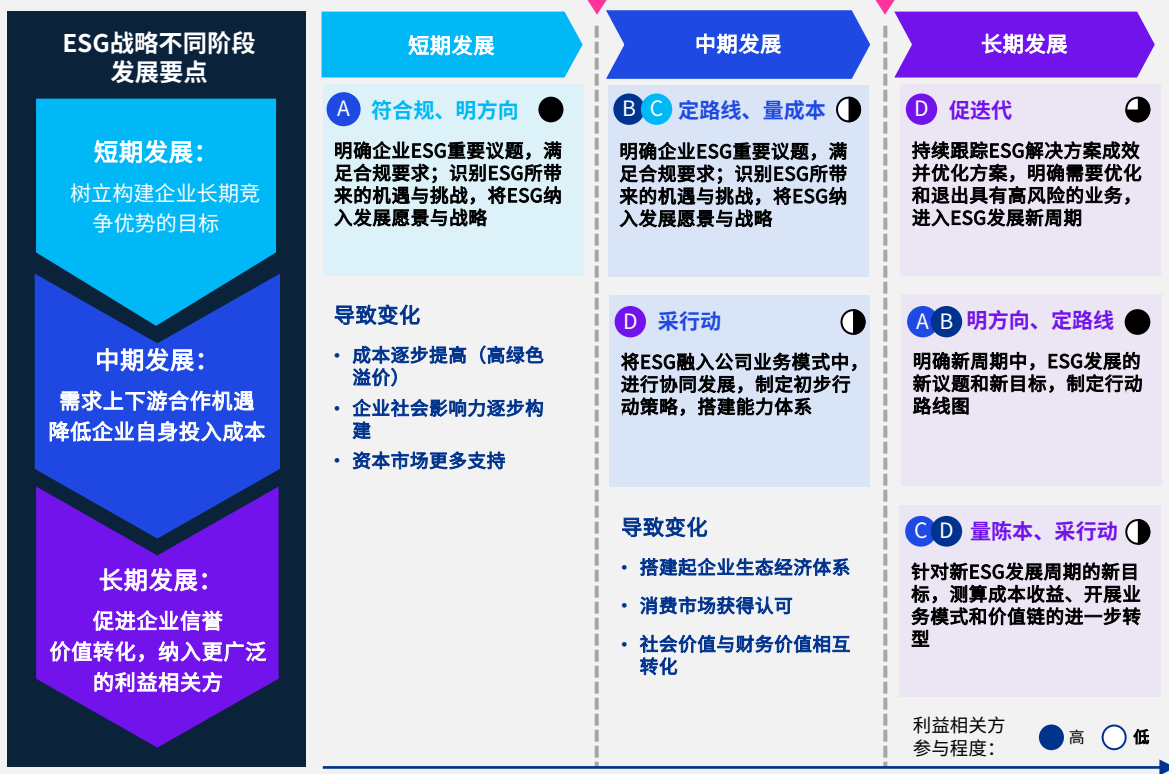 ESG战略不同阶段
发展要点
短期发展：
树立构建企业长期竞
争优势的目标
中期发展：
需求上下游合作机遇
降低企业自身投入成本
长期发展：
促进企业信誉
价值转化，纳入更广泛
的利益相关方
短期发展
A 符合规、明方向
明确企业ESG重要议题，满
足合规要求；识别ESG所带
来的机遇与挑战，将ESG纳
入发展愿景与战略
导致变化
• 成本逐步提高（高绿色
溢价）
• 企业社会影响力逐步构
建
• 资本市场更多支持
中期发展
B C 定路线、量成本
明确企业ESG重要议题，满
足合规要求；识别ESG所带
来的机遇与挑战，将ESG纳
入发展愿景与战略
D 采行动
将ESG融入公司业务模式中，
进行协同发展，制定初步行
动策略，搭建能力体系
导致变化
• 搭建起企业生态经济体系
• 消费市场获得认可
• 社会价值与财务价值相互
转化
长期发展
D 促迭代
持续跟踪ESG解决方案成效
并优化方案，明确需要优化
和退出具有高风险的业务，
进入ESG发展新周期
A B 明方向、定路线
明确新周期中，ESG发展的
新议题和新目标，制定行动
路线图
C D 量陈本、采行动
针对新ESG发展周期的新目
标，测算成本收益、开展业
务模式和价值链的进一步转
型
利益相关方
参与程度：
高 低